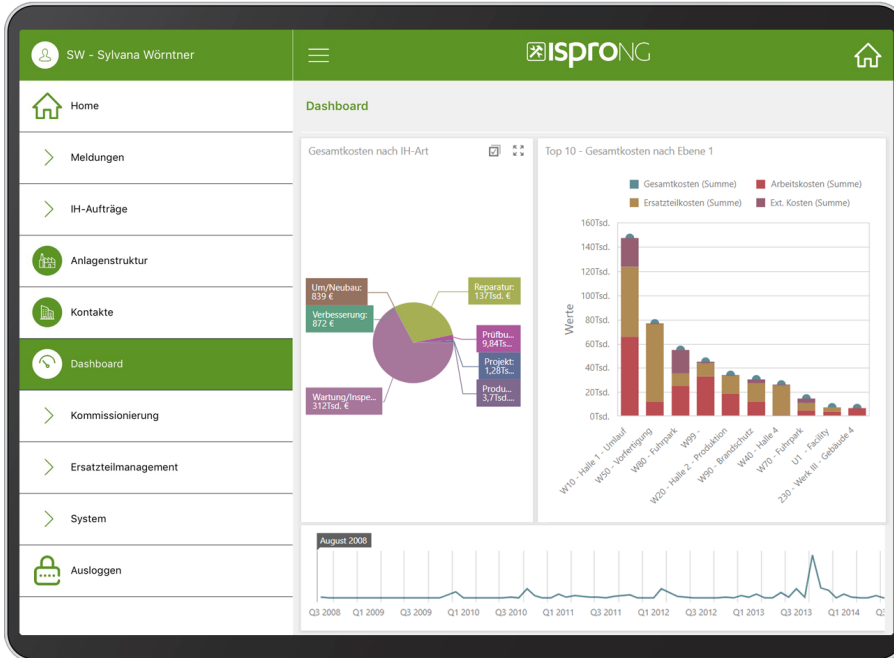 SW - Sylvana Wörntner
isproNG
Home
Meldungen
IH-Aufträge
Anlagenstruktur
Kontakte
Dashboard
Kommissionierung
Ersatzteilmanagement
System
Ausloggen
Dashboard
Gesamtkosten nach IH-Art
Um/Neubau:
839 €
Verbesserung:
872 €
Wartung/Inspe...
312Tsd. €
Reparatur:
137Tsd. €
Prüfbu...
9,84Ts...
Projekt:
1,28Ts...
Produ...
3,7Tsd....
Top 10 - Gesamtkosten nach Ebene 1
Gesamtkosten (Summe)
Arbeitskosten (Summe)
Ersatzteilkosten (Summe)
Ext. Kosten (Summe)
Werte
160Tsd.
140Tsd.
120Tsd.
100Tsd.
80Tsd.
60Tsd.
40Tsd.
20Tsd.
0Tsd.
W10 - Halle 1 - Umlauf
W50 - Vorfertigung
W80 - Fuhrpark
W99 -
W20 - Halle 2 - Produktion
W90 - Brandschutz
W40 - Halle 4
W70 - Fuhrpark
U1 - Facility
230 - Werk III - Gebäude 4
August 2008
Q3 2008 Q1 2009 Q3 2009 Q1 2010 Q3 2010 Q1 2011 Q3 2011 Q1 2012 Q3 2012 Q1 2013 Q3 2013 Q1 2014